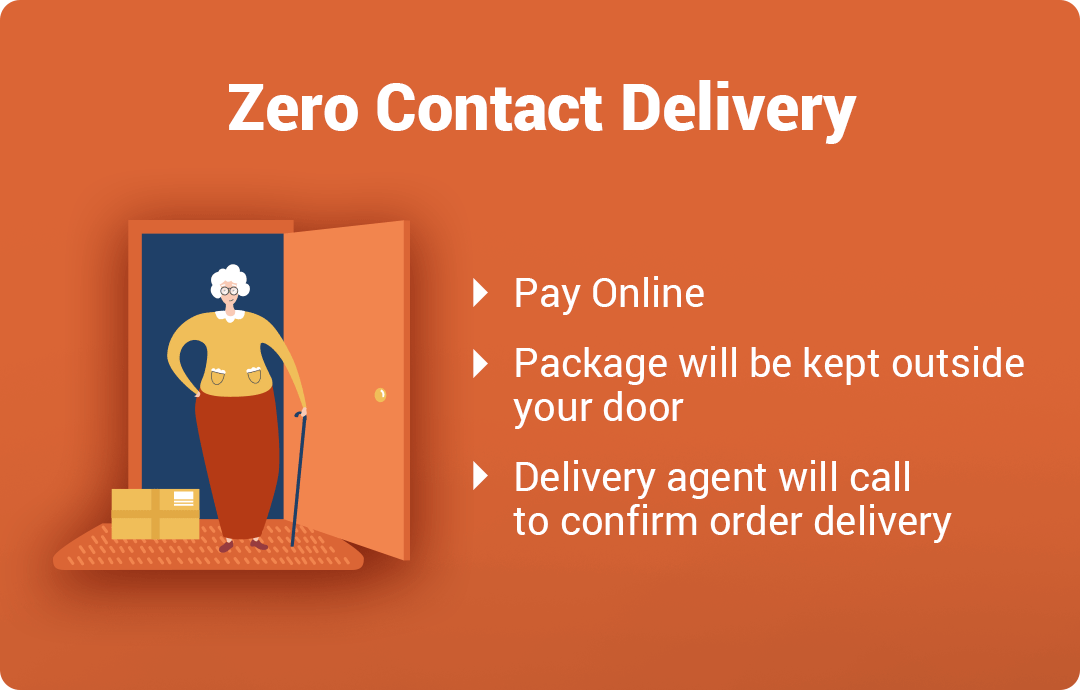 Zero Contact Delivery
Pay Online
Package will be kept outside
your door
Delivery agent will call
to confirm order delivery